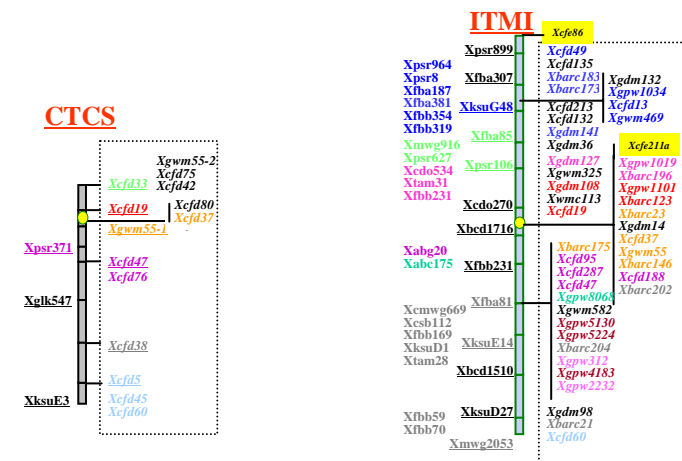 CTCS
Xgwm55-2
Xcfd75
Xcfd33 Xcfd42
Xcfd19 Xcfd80
Xcfd37
Xgwm55-1
Xpsr371
Xcfd47
Xcfd76
Xglk547
Xcfd38
Xcfd5
XksuE3
Xcfd45
Xcfd60
ITMI
Xpsr899
Xpsr964
Xpsr8
Xfba307
Xfba187
Xfba381
XksuG48
Xfbb354
Xfbb319
Xfba85
Xmwg916
Xpsr627
Xpsr106
Xcdo534
Xtam31
Xfbb231
Xcdo270
Xbcd1716
Xabg20
Xabc175
Xfbb231
Xfba81
Xcmwg669
Xcsb112
Xfbb169
XksuD1
XksuE14
Xtam28
Xbcd1510
XksuD27
Xfbb59
Xfbb70
Xmwg2053
Xcfe86
Xcfd49
Xcfd135
Xbarc183
Xbarc173
Xcfd213
Xcfd132
Xgdm141
Xgdm36
Xgdm127
Xgwm325
Xgdm108
Xwmc113
Xcfd19
Xgdm132
Xgpw1034
Xcfd13
Xgwm469
Xcfe211a
Xgpw1019
Xbarc196
Xgpw1101
Xbarc123
Xbarc23
Xgdm14
Xcfd37
Xgwm55
Xbarc146
Xcfd188
Xbarc202
Xbarc175
Xcfd95
Xcfd287
Xcfd47
Xgpw8068
Xgwm582
Xgpw5130
Xgpw5224
Xbarc204
Xgpw312
Xgpw4183
Xgpw2232
Xgdm98
Xbarc21
Xcfd60